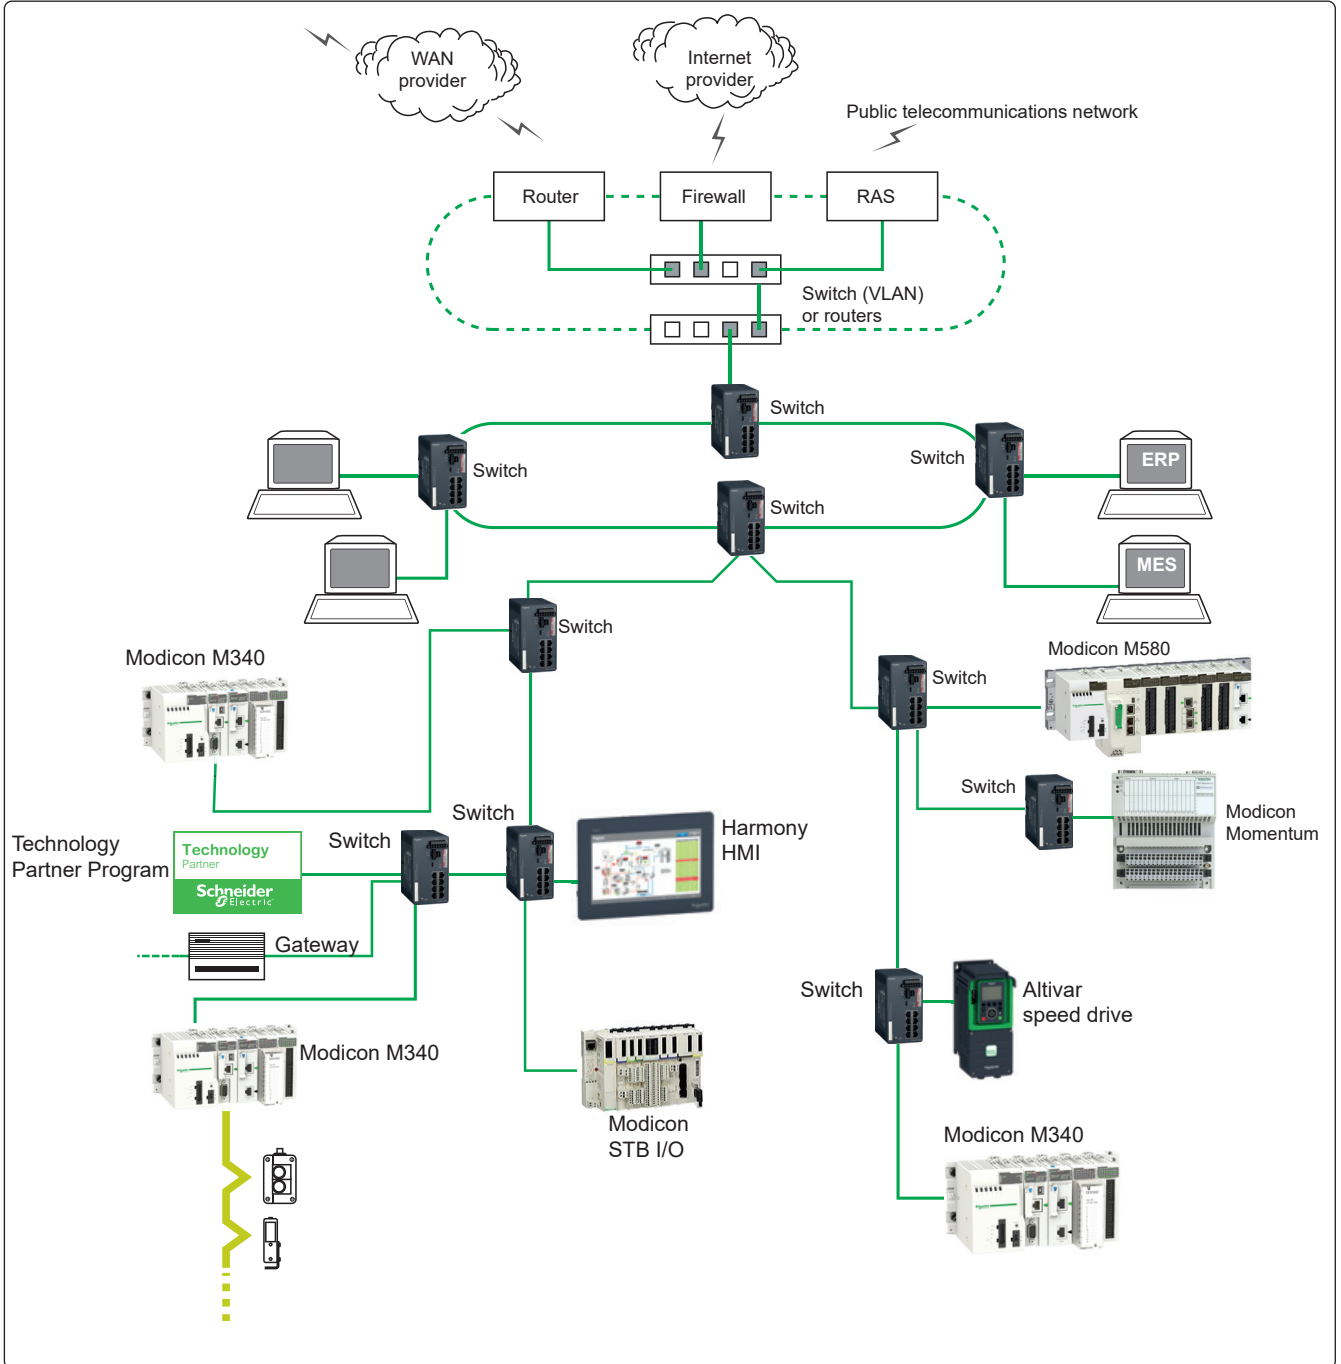 WAN
provider
Internet
provider
Public telecommunications network
Router
Firewall
RAS
Switch (VLAN)
or routers
Switch
Switch
Switch
Switch
ERP
MES
Switch
Modicon M340
Modicon M580
Switch
Switch
Modicon
Momentum
Switch
Switch
Harmony
HMI
Technology
Partner Program
Technology
Partner
Schneider
Electric
Gateway
Switch
Altivar
speed drive
Modicon M340
Modicon
STB I/O
Modicon M340